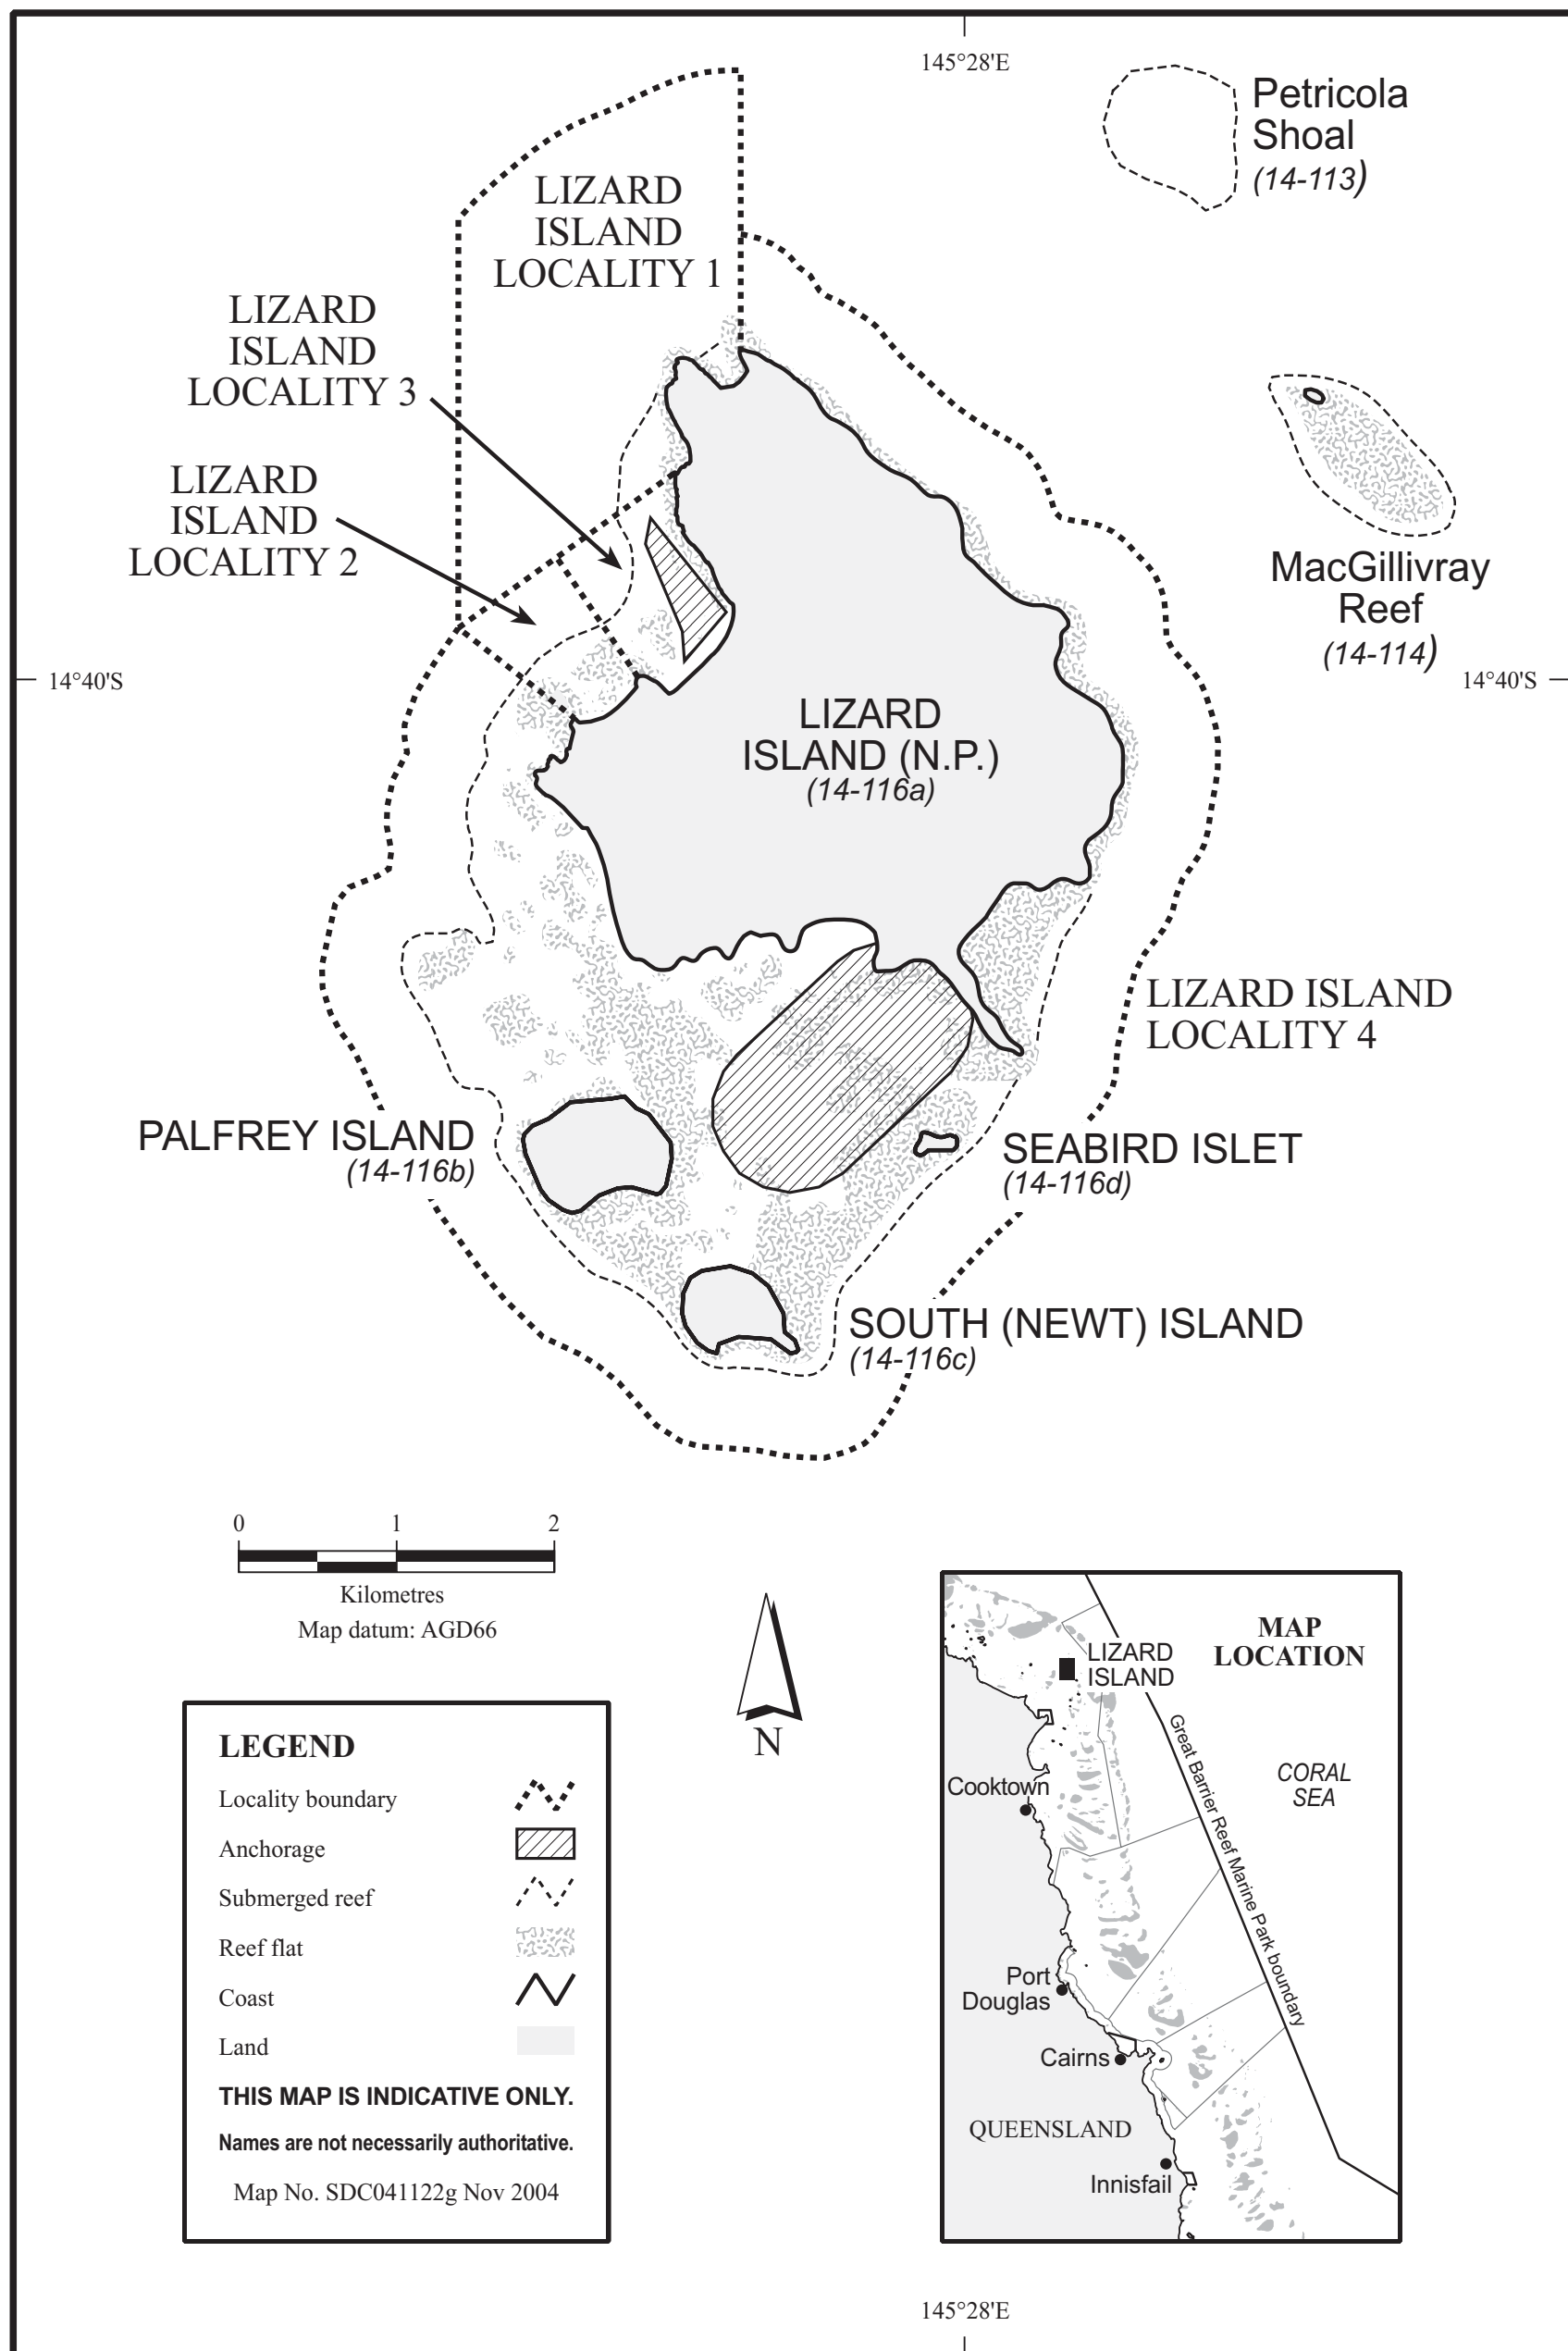 145°28'E
Petricola
Shoal
(14-113)
LIZARD
ISLAND
LOCALITY 1
LIZARD
ISLAND
LOCALITY 3
LIZARD
ISLAND
LOCALITY 2
MacGillivray
Reef
(14-114)
14°40'S
14°40'S
LIZARD
ISLAND (N.P.)
(14-116a)
LIZARD ISLAND
LOCALITY 4
PALFREY ISLAND
(14-116b)
SEABIRD ISLET
(14-116d)
SOUTH (NEWT) ISLAND
(14-116c)
0 1 2
Kilometres
Map datum: AGD66
N
LEGEND
Locality boundary
Anchorage
Submerged reef
Reef flat
Coast
Land
THIS MAP IS INDICATIVE ONLY.
Names are not necessarily authoritative.
Map No. SDC041122g Nov 2004
MAP
LOCATION
LIZARD
ISLAND
Great Barrier Reef Marine Park boundary
CORAL
SEA
Cooktown
Port
Douglas
Cairns
QUEENSLAND
Innisfail
145°28'E